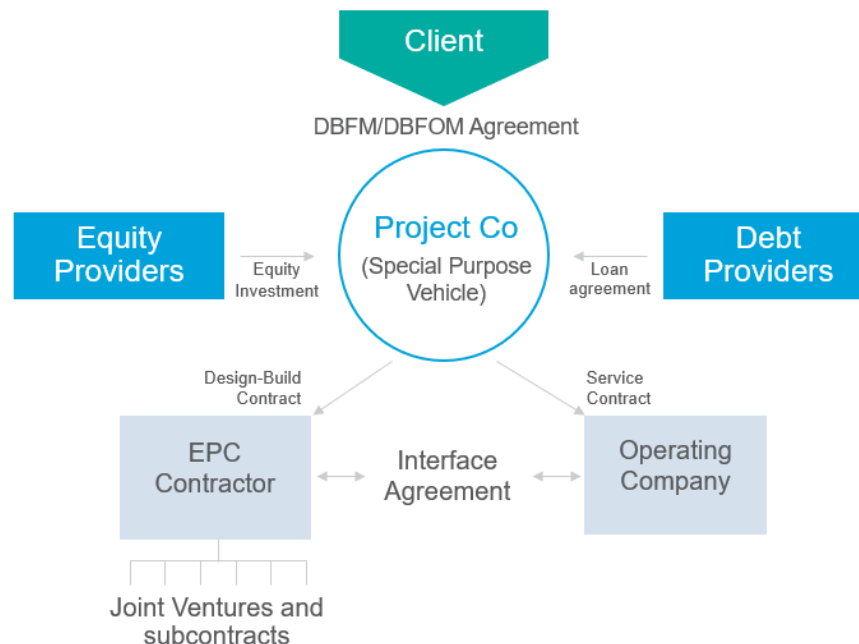 Client
DBFM/DBFOM Agreement
Equity
Providers
Equity
Investment
Project Co
(Special Purpose
Vehicle)
Loan
agreement
Debt
Providers
Design-Build
Contract
Service
Contract
EPC
Contractor
Interface
Agreement
Operating
Company
Joint Ventures and
subcontracts